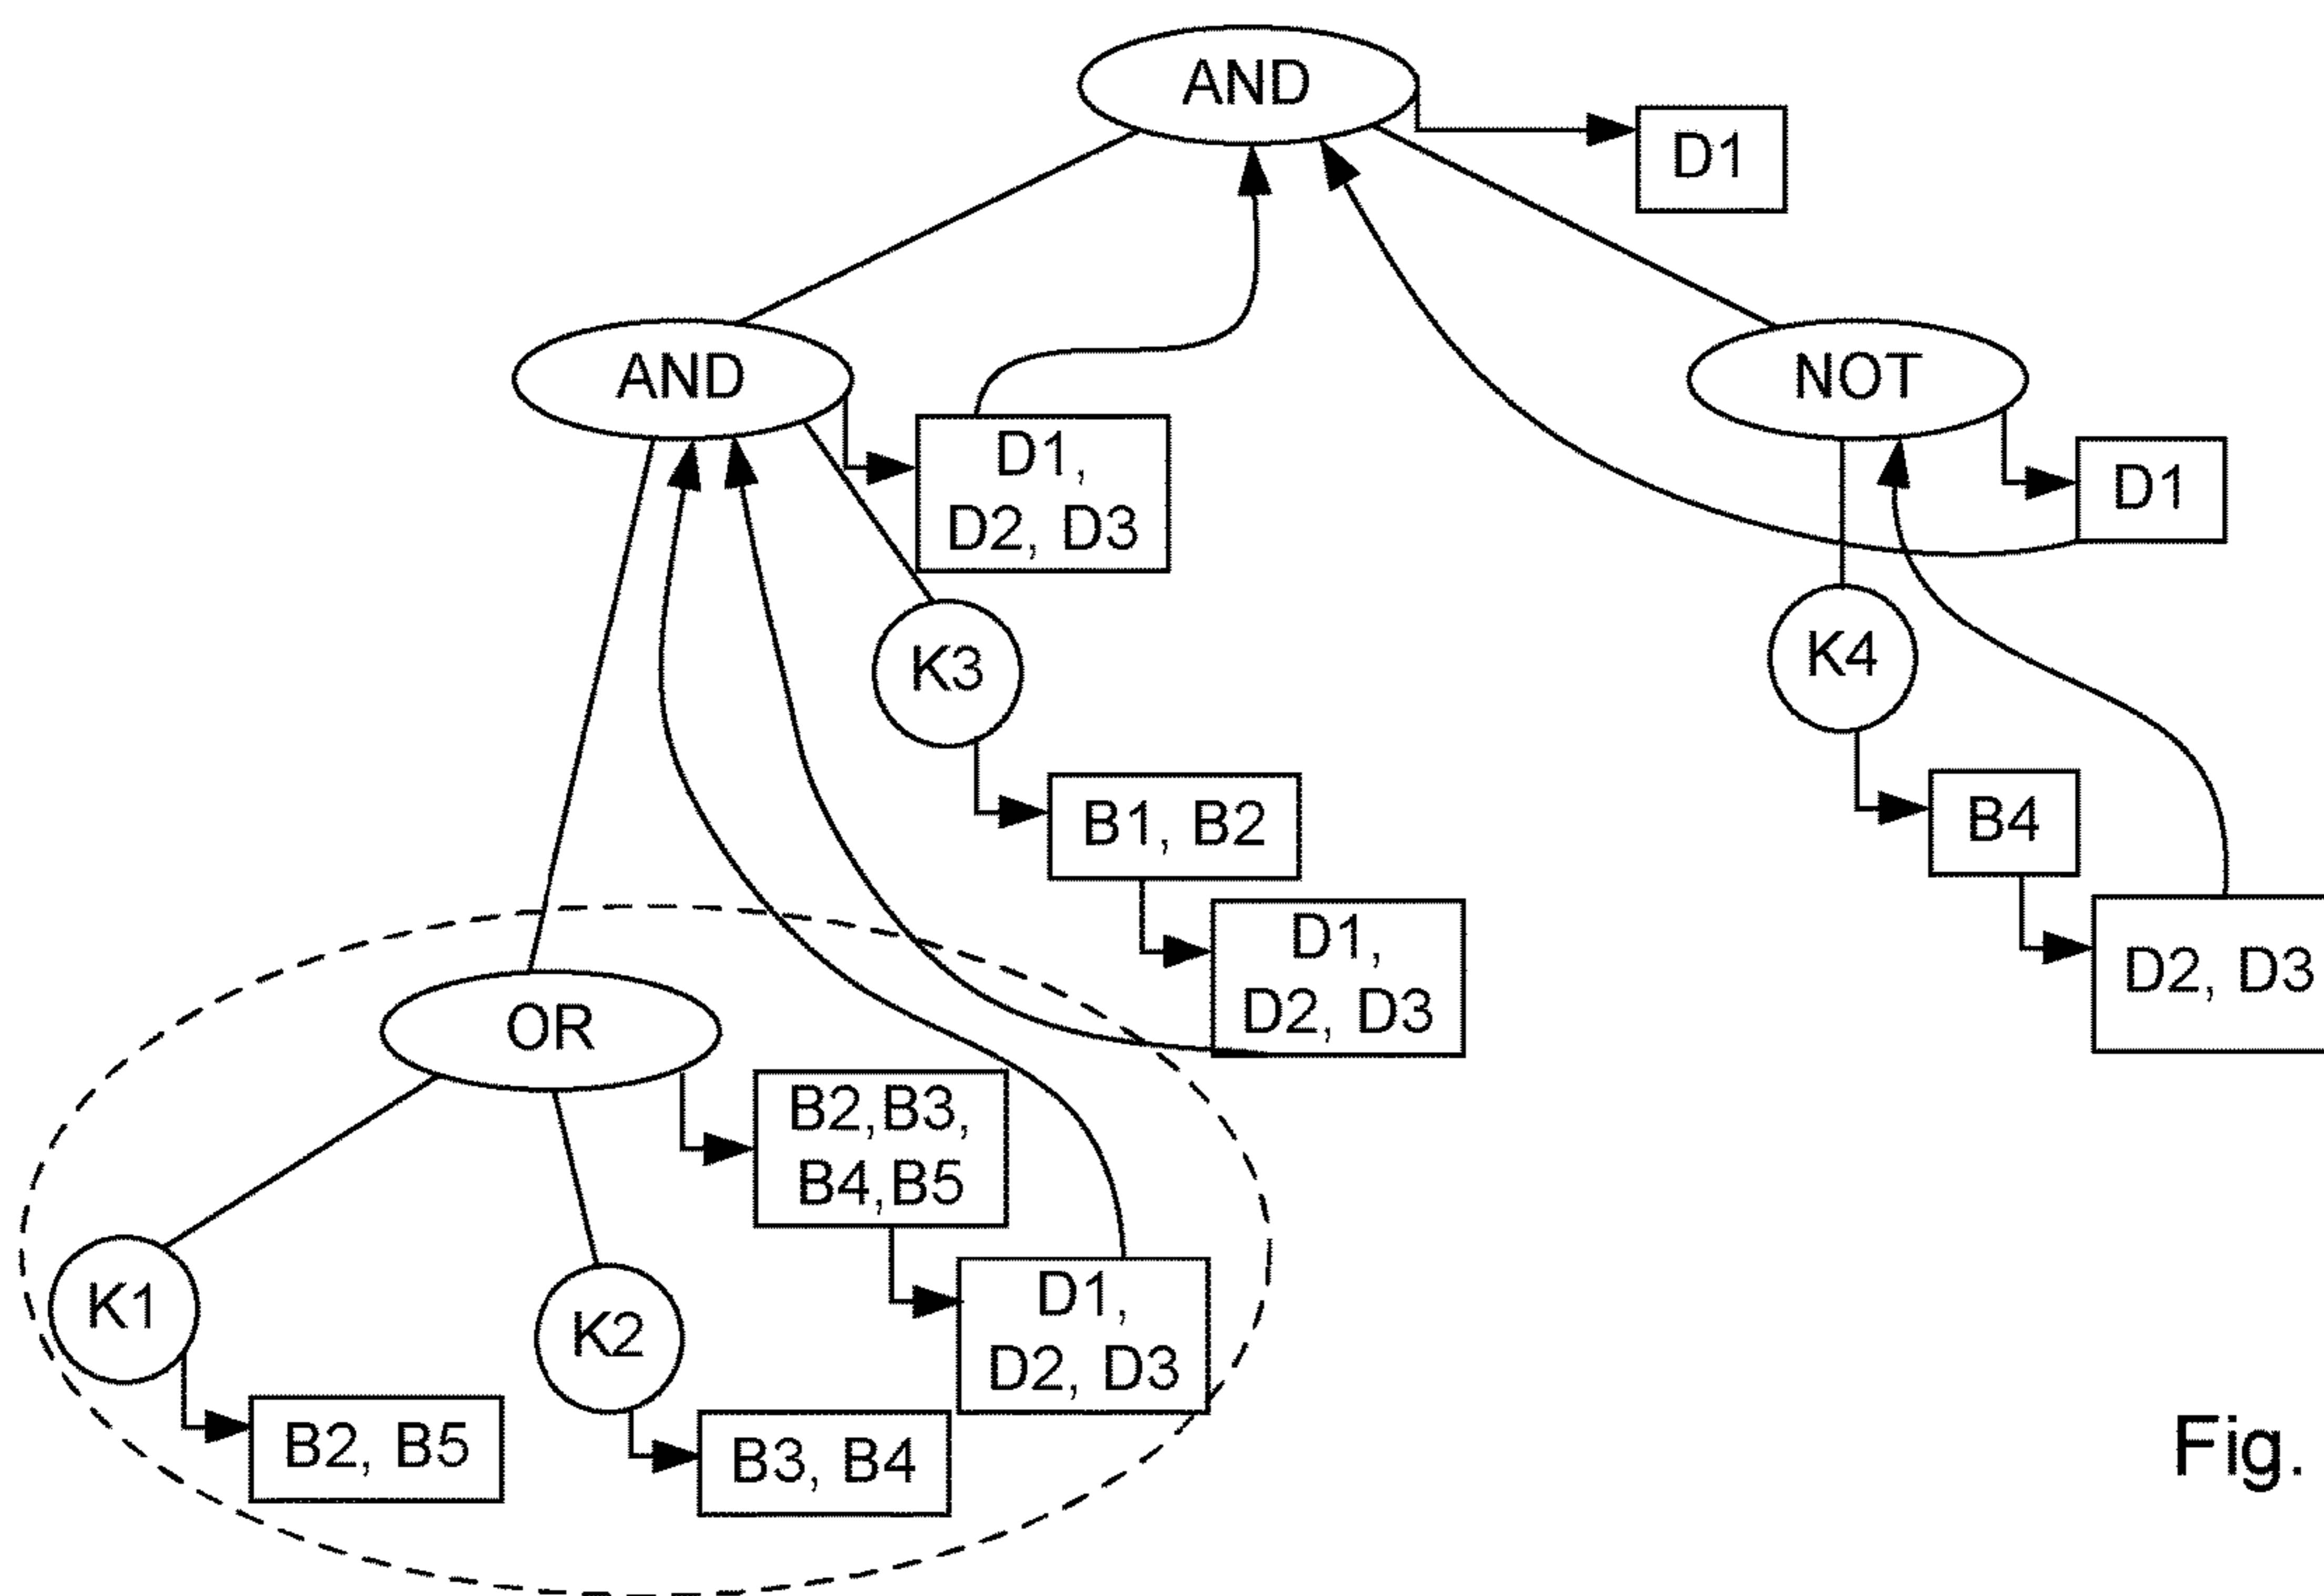 AND
D1
AND
NOT
D1,
D2, D3
D1
K3
K4
B1, B2
B4
D1,
D2, D3
D2, D3
OR
B2,B3,
B4,B5
K1
K2
D1,
D2, D3
B2, B5
B3, B4
Fig.